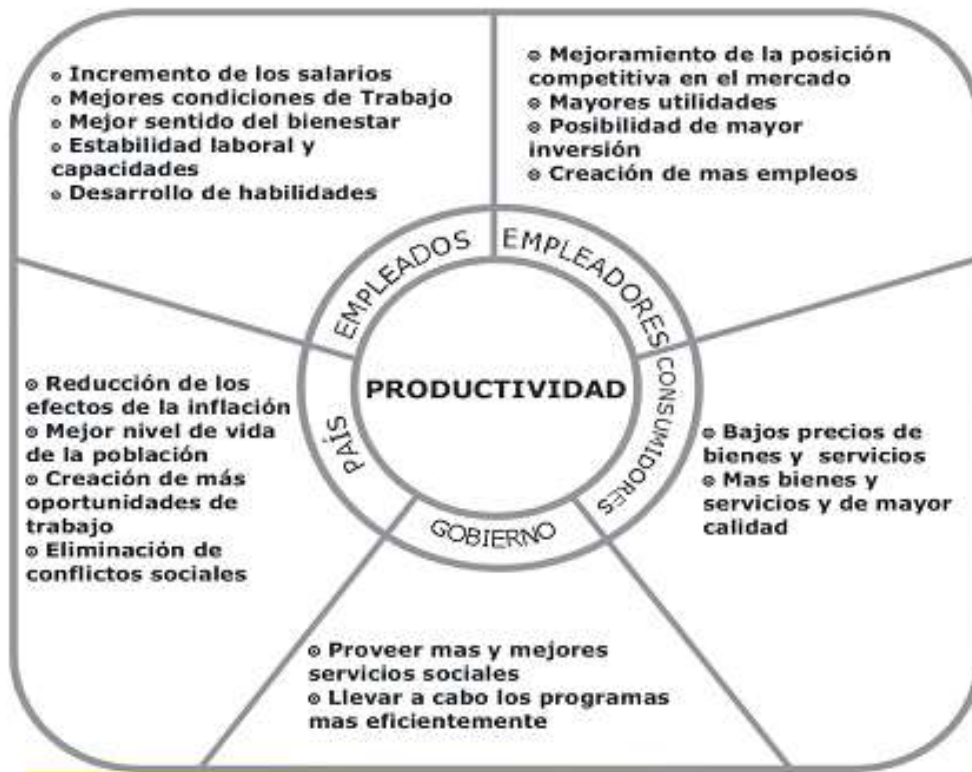 ๏ Incremento de los salarios
๏ Mejores condiciones de Trabajo
๏ Mejor sentido del bienestar
๏ Estabilidad laboral y
capacidades
๏ Desarrollo de habilidades
๏ Mejoramiento de la posición
competitiva en el mercado
๏ Mayores utilidades
๏ Posibilidad de mayor
inversión
๏ Creación de mas empleos
EMPLEADOS
EMPLEADORES
PRODUCTIVIDAD
PAÍS
CONSUMIDORES
GOBIERNO
๏ Reducción de los
efectos de la inflación
๏ Mejor nivel de vida
de la población
๏ Creación de más
oportunidades de
trabajo
๏ Eliminación de
conflictos sociales
๏ Bajos precios de
bienes y servicios
๏ Mas bienes y
servicios y de mayor
calidad
๏ Proveer mas y mejores
servicios sociales
๏ Llevar a cabo los programas
mas eficientemente